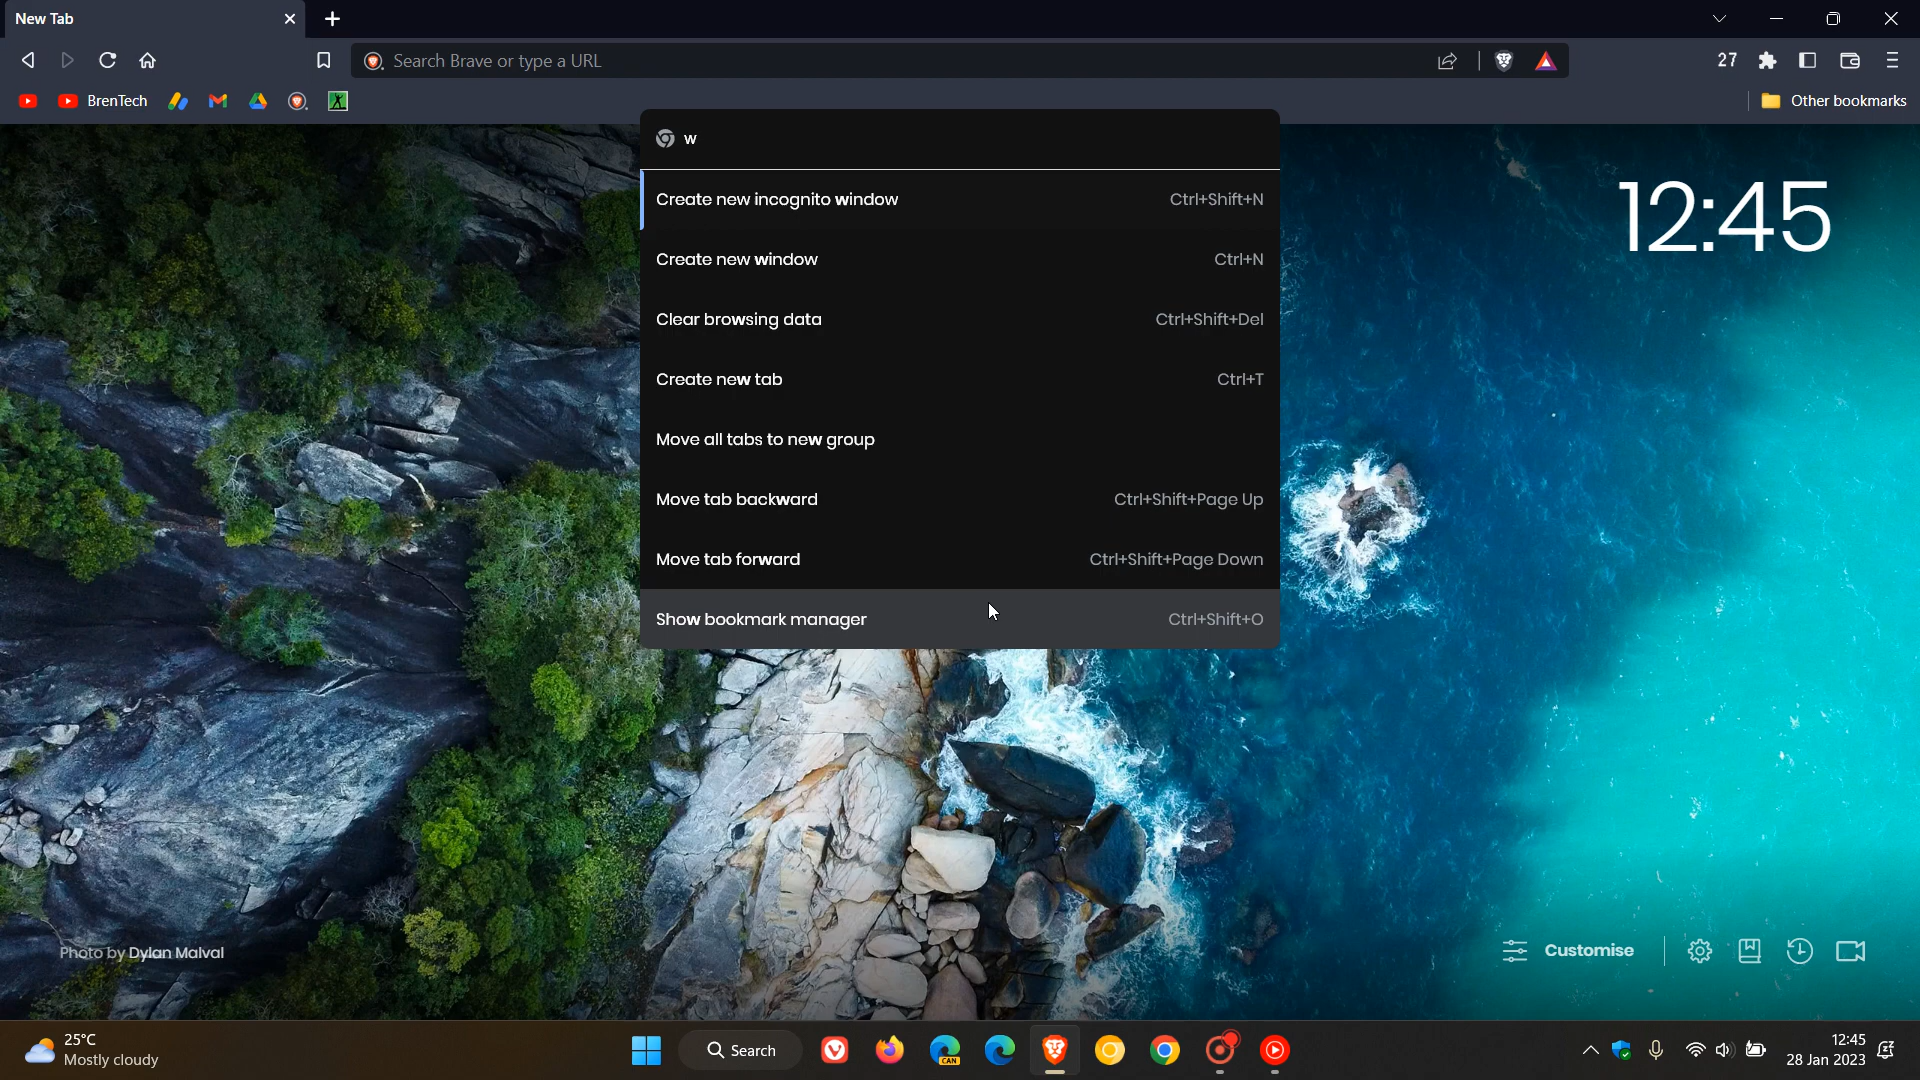 New Tab
Search Brave or type a URL
27
BrenTech
Other bookmarks
w
Create new incognito window Ctrl+Shift+N
Create new window Ctrl+N
Clear browsing data Ctrl+Shift+Del
Create new tab Ctrl+T
Move all tabs to new group
Move tab backward Ctrl+Shift+Page Up
Move tab forward Ctrl+Shift+Page Down
Show bookmark manager Ctrl+Shift+O
12:45
Photo by Dylan Malval
Customise
25°C
Mostly cloudy
Search
CAN
12:45
28 Jan 2023